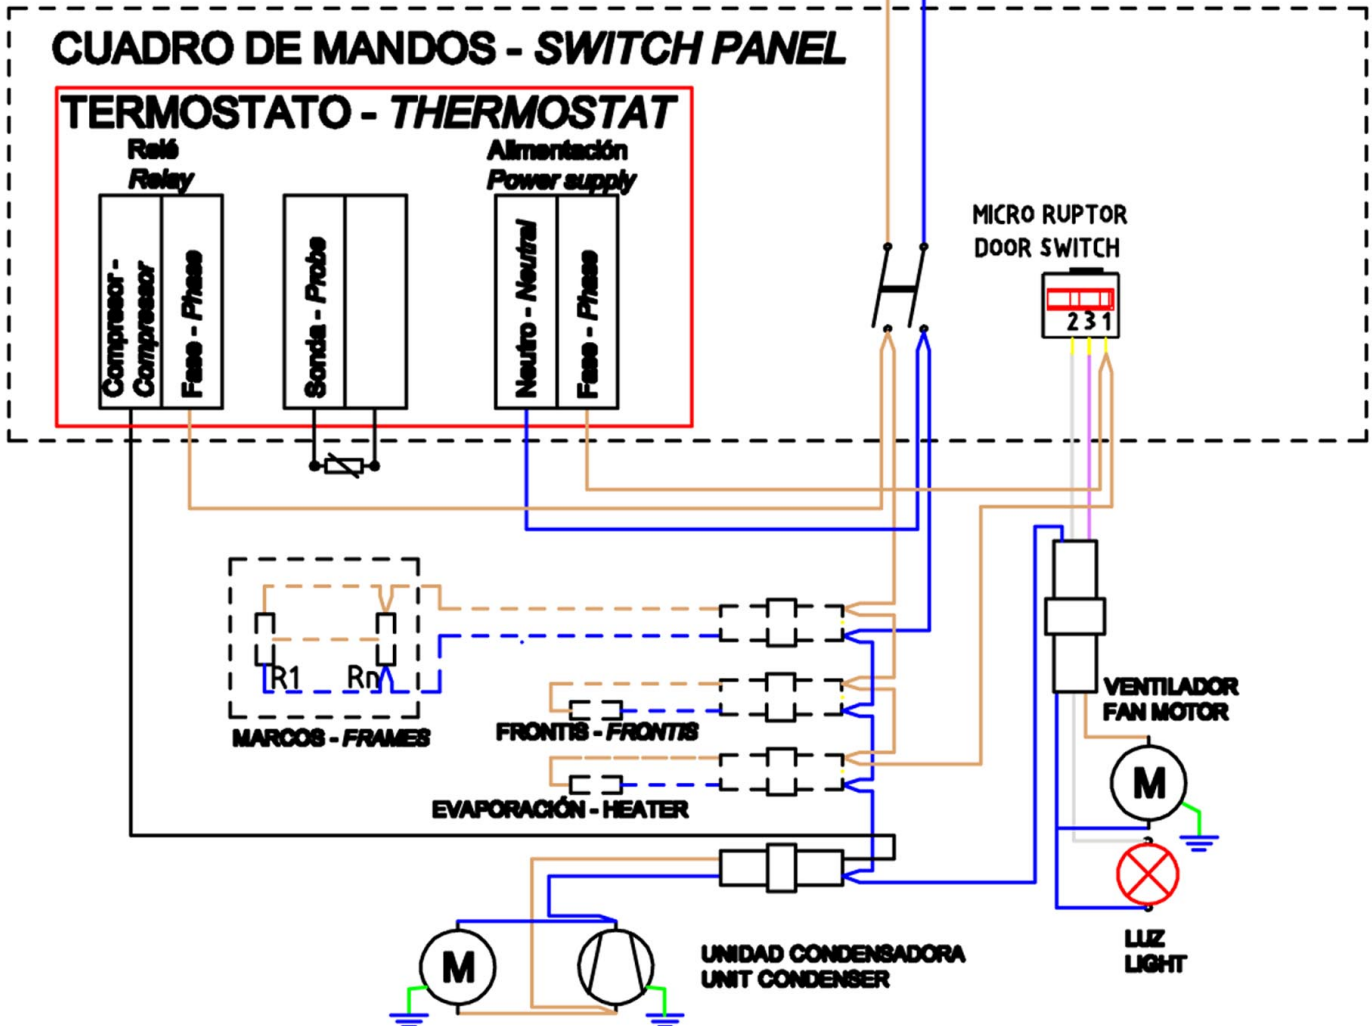 CUADRO DE MANDOS - SWITCH PANEL
TERMOSTATO - THERMOSTAT
Relé
Relay
Alimentación
Power supply
Compresor -
Compressor
Fase - Phase
Sonda - Probe
Neutro - Neutral
Fase - Phase
MICRO RUPTOR
DOOR SWITCH
2 3 1
R1
Rn
MARCOS - FRAMES
FRONTIS - FRONTIS
EVAPORACIÓN - HEATER
VENTILADOR
FAN MOTOR
M
LUZ
LIGHT
M
UNIDAD CONDENSADORA
UNIT CONDENSER